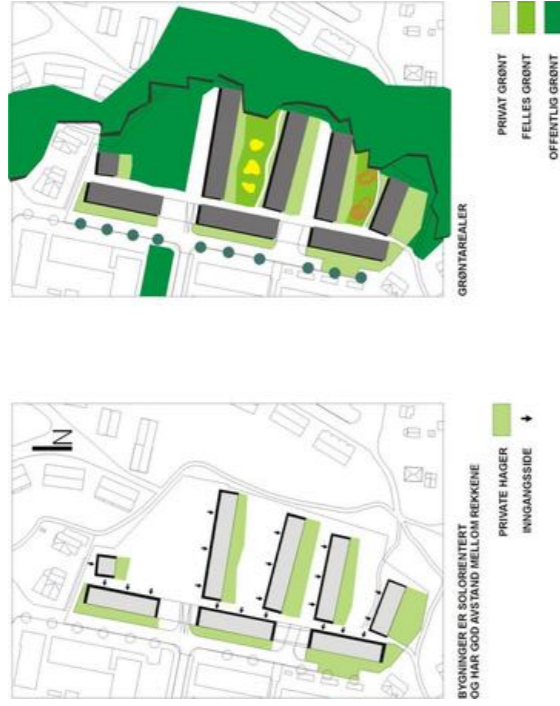 GRØNTAREALER
PRIVAT GRØNT
FELLES GRØNT
OFFENTLIG GRØNT
N
BYGNINGER ER SOLORIENTERT
OG HAR GOD AVSTAND MELLOM REKKENE
PRIVATE HAGER
INNGANGSSIDE